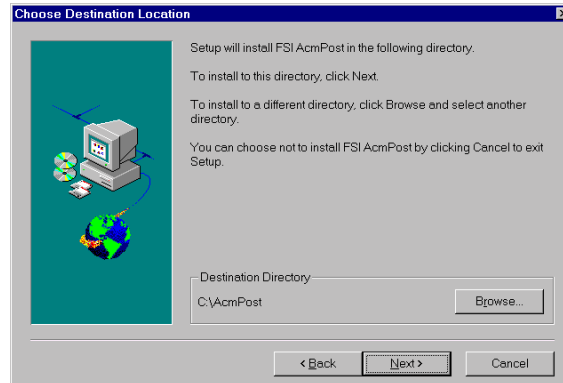 Choose Destination Location
Setup will install FSI AcmPost in the following directory.
To install to this directory, click Next.
To install to a different directory, click Browse and select another
directory.
You can choose not to install FSI AcmPost by clicking Cancel to exit
Setup.
Destination Directory
C:\AcmPost
Browse...
< Back
Next >
Cancel